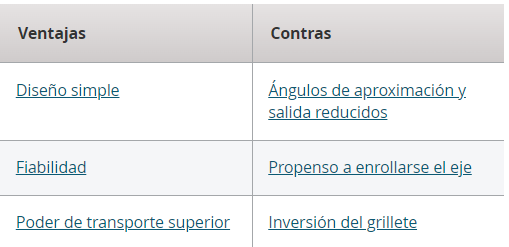 Ventajas
Contras
Diseño simple
Ángulos de aproximación y
salida reducidos
Fiabilidad
Propenso a enrollarse el eje
Poder de transporte superior
Inversión del grillete